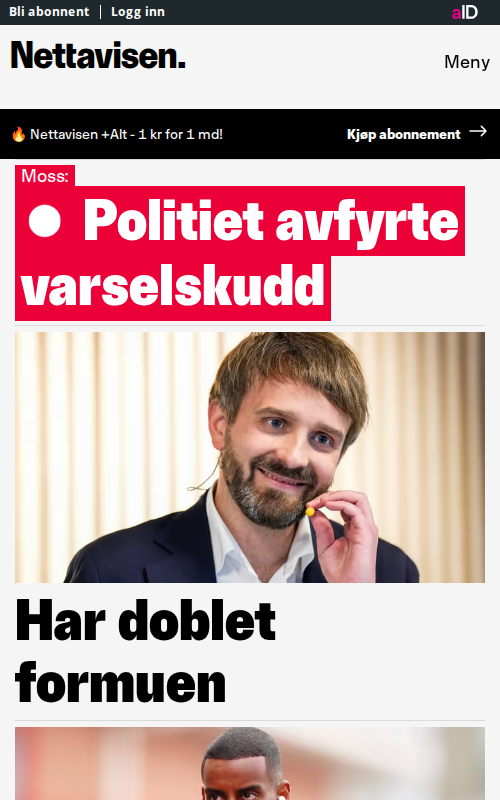 Bli abonnent | Logg inn
aID
Nettavisen.
Meny
🔥 Nettavisen +Alt - 1 kr for 1 md!
Kjøp abonnement →
Moss:
Politiet avfyrte
varselskudd
Har doblet
formuen